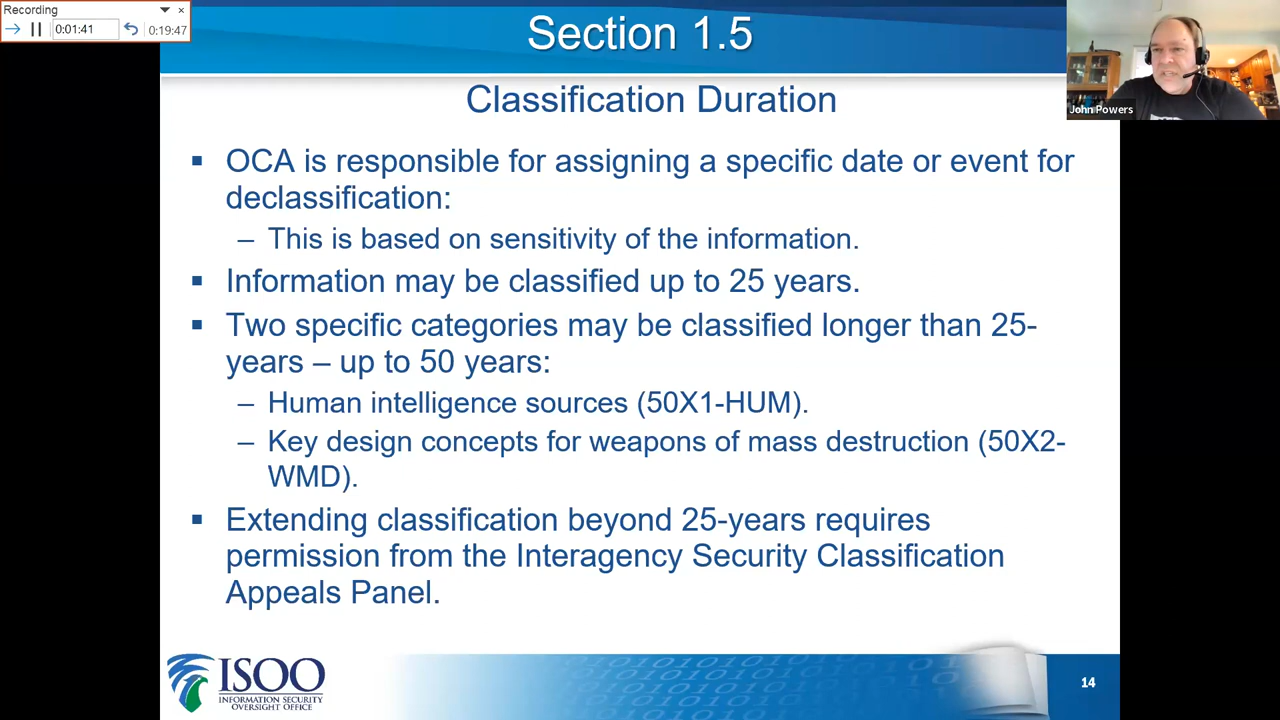 Recording
0:01:41
0:19:47
Section 1.5
John Powers
Classification Duration
▪ OCA is responsible for assigning a specific date or event for
declassification:
– This is based on sensitivity of the information.
▪ Information may be classified up to 25 years.
▪ Two specific categories may be classified longer than 25-
years – up to 50 years:
– Human intelligence sources (50X1-HUM).
– Key design concepts for weapons of mass destruction (50X2-
WMD).
▪ Extending classification beyond 25-years requires
permission from the Interagency Security Classification
Appeals Panel.
ISOO
INFORMATION SECURITY
OVERSIGHT OFFICE
14